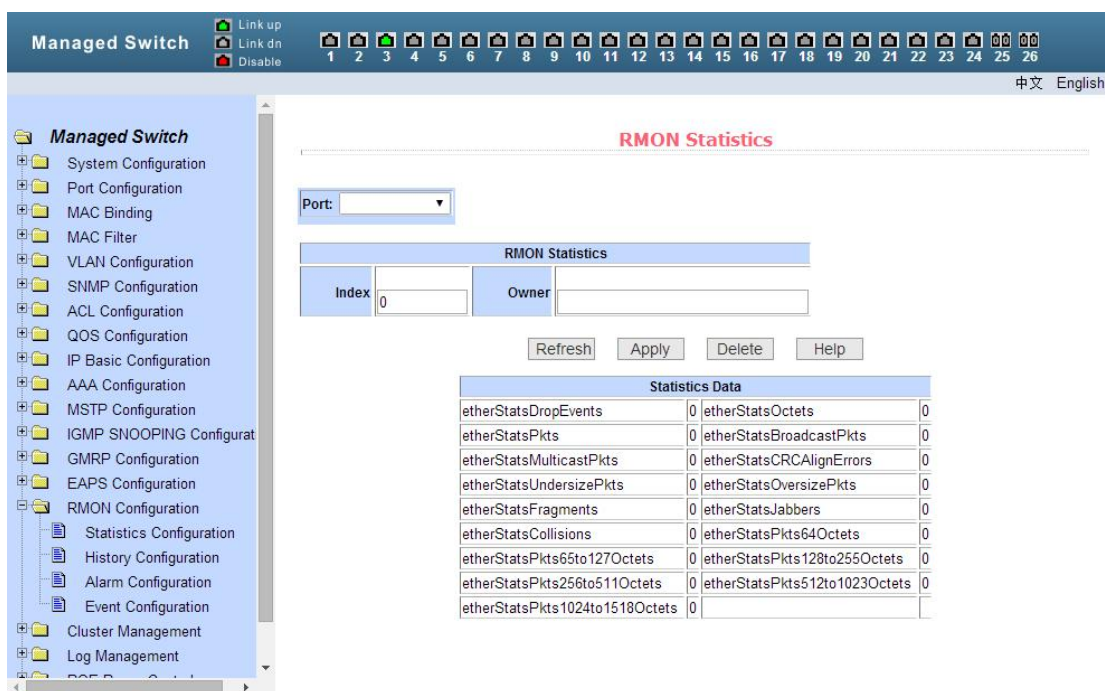 Managed Switch
Link up
Link dn
Disable
1 2 3 4 5 6 7 8 9 10 11 12 13 14 15 16 17 18 19 20 21 22 23 24 25 26
中文 English
Managed Switch
System Configuration
Port Configuration
MAC Binding
MAC Filter
VLAN Configuration
SNMP Configuration
ACL Configuration
QOS Configuration
IP Basic Configuration
AAA Configuration
MSTP Configuration
IGMP SNOOPING Configurat
GMRP Configuration
EAPS Configuration
RMON Configuration
Statistics Configuration
History Configuration
Alarm Configuration
Event Configuration
Cluster Management
Log Management
RMON Statistics
Port:
RMON Statistics
Index 0 Owner
Refresh Apply Delete Help
Statistics Data
etherStatsDropEvents 0 etherStatsOctets 0
etherStatsPkts 0 etherStatsBroadcastPkts 0
etherStatsMulticastPkts 0 etherStatsCRCAlignErrors 0
etherStatsUndersizePkts 0 etherStatsOversizePkts 0
etherStatsFragments 0 etherStatsJabbers 0
etherStatsCollisions 0 etherStatsPkts64Octets 0
etherStatsPkts65to127Octets 0 etherStatsPkts128to255Octets 0
etherStatsPkts256to511Octets 0 etherStatsPkts512to1023Octets 0
etherStatsPkts1024to1518Octets 0